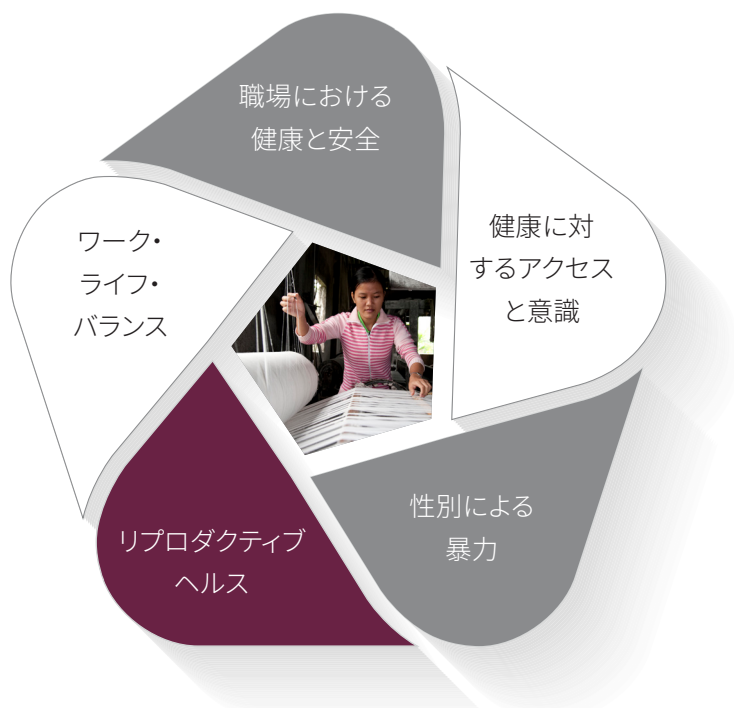 職場における
健康と安全
健康に対
するアクセス
と意識
性別による
暴力
リプロダクティブ
ヘルス
ワーク・
ライフ・
バランス